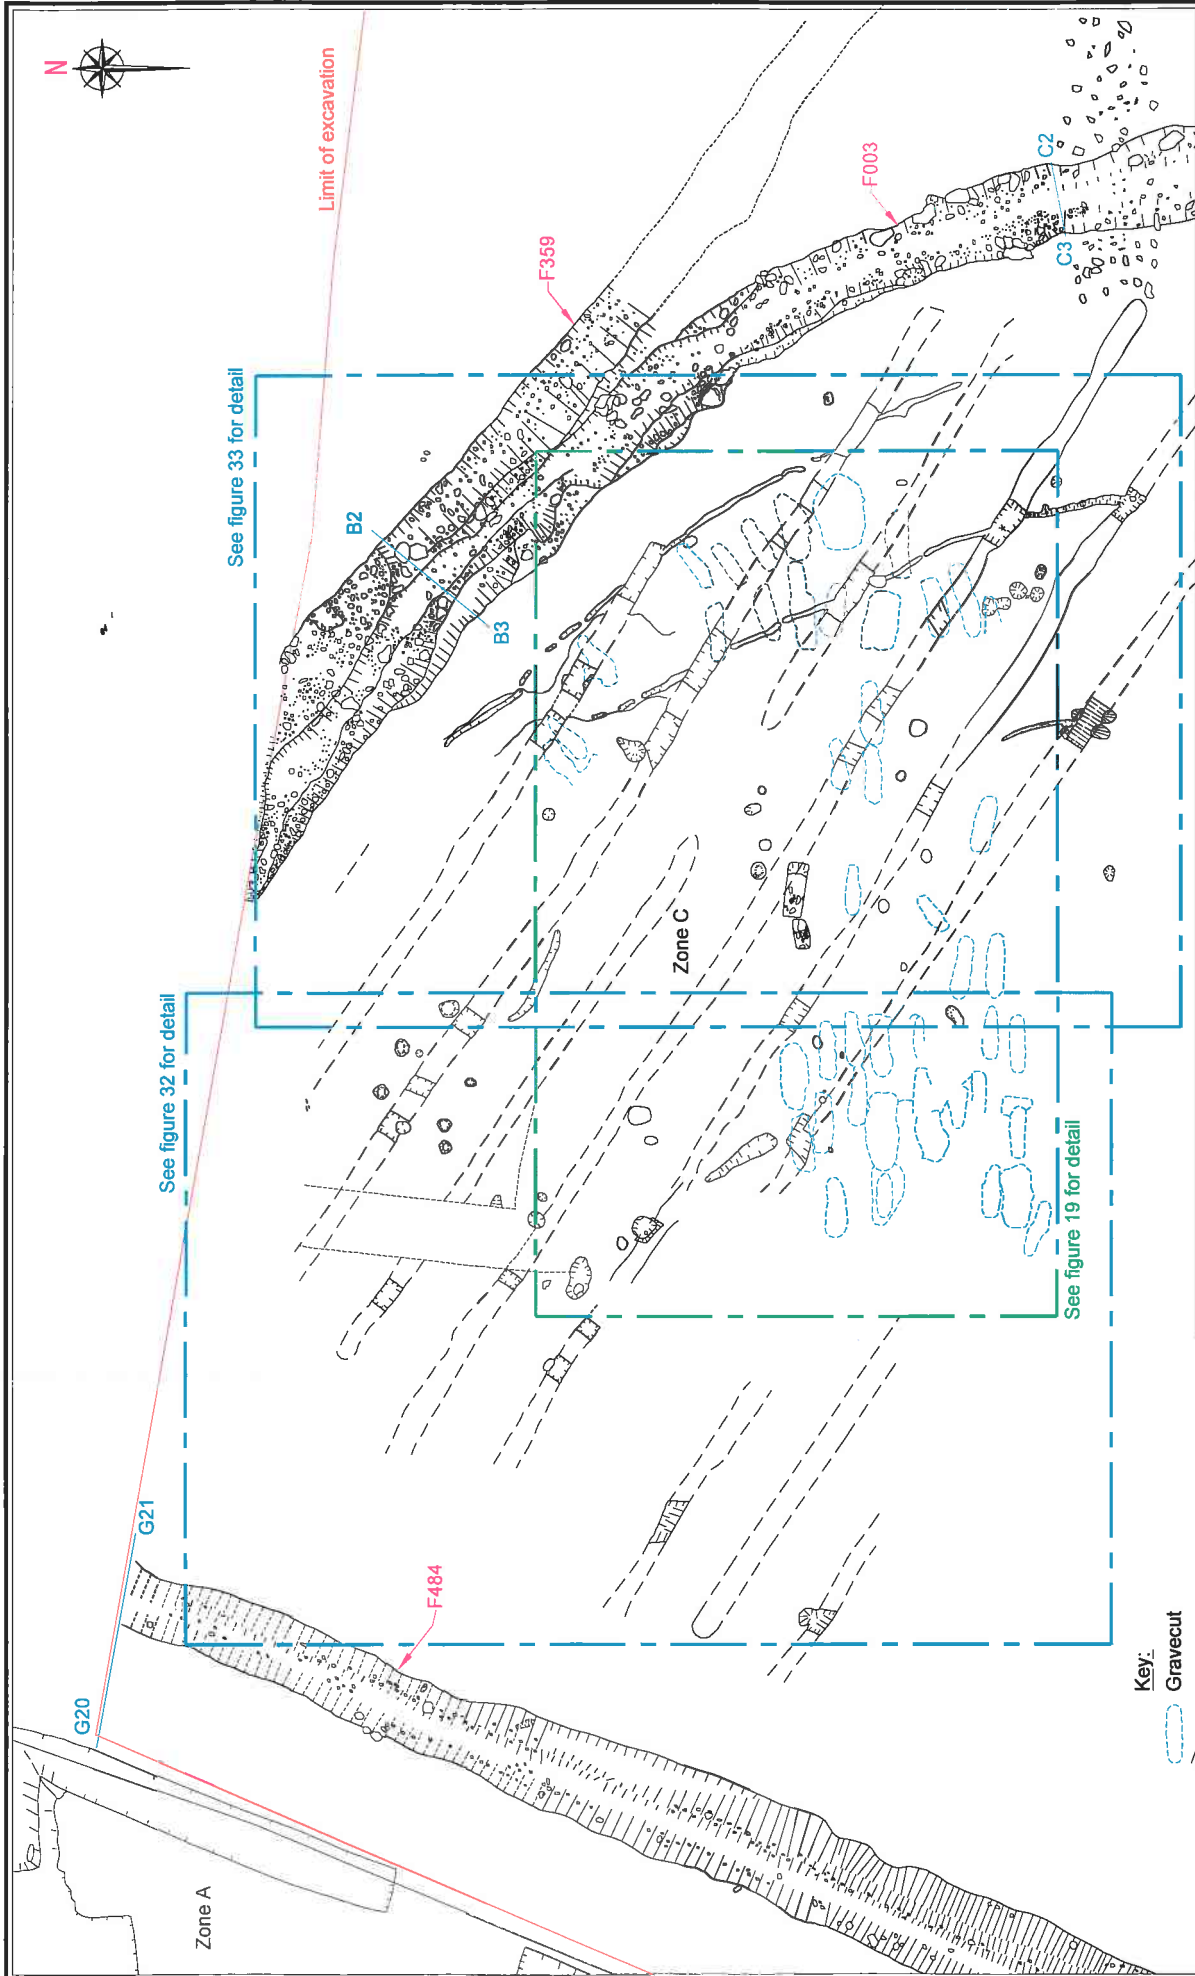 N
Limit of excavation
See figure 33 for detail
F359
F003
C2
C3
B2
B3
See figure 32 for detail
Zone C
See figure 19 for detail
G21
G20
F484
Zone A
Key:
Gravecut